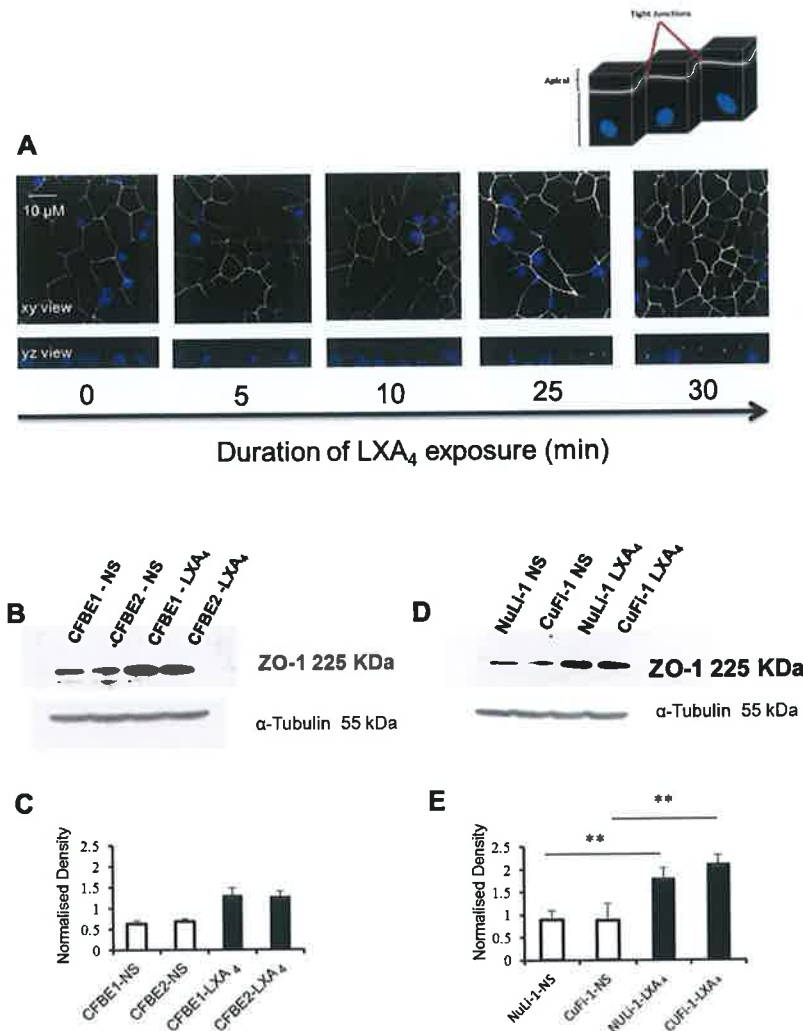 Tight Junctions
Apical
A
10 µM
xy view
yz view
0 5 10 25 30
Duration of LXA₄ exposure (min)
B
CFBE1 - NS
CFBE2 - NS
CFBE1 - LXA₄
CFBE2 - LXA₄
ZO-1 225 KDa
α-Tubulin 55 kDa
D
NuLi-1 NS
CuFi-1 NS
NuLi-1 LXA₄
CuFi-1 LXA₄
ZO-1 225 KDa
α-Tubulin 55 kDa
C
Normalised Density
2.5
2
1.5
1
0.5
0
CFBE1-NS
CFBE2-NS
CFBE1-LXA₄
CFBE2-LXA₄
E
**
**
Normalised Density
2.5
2
1.5
1
0.5
0
NuLi-1-NS
CuFi-1-NS
NULi-1-LXA₄
CUFi-1-LXA₄